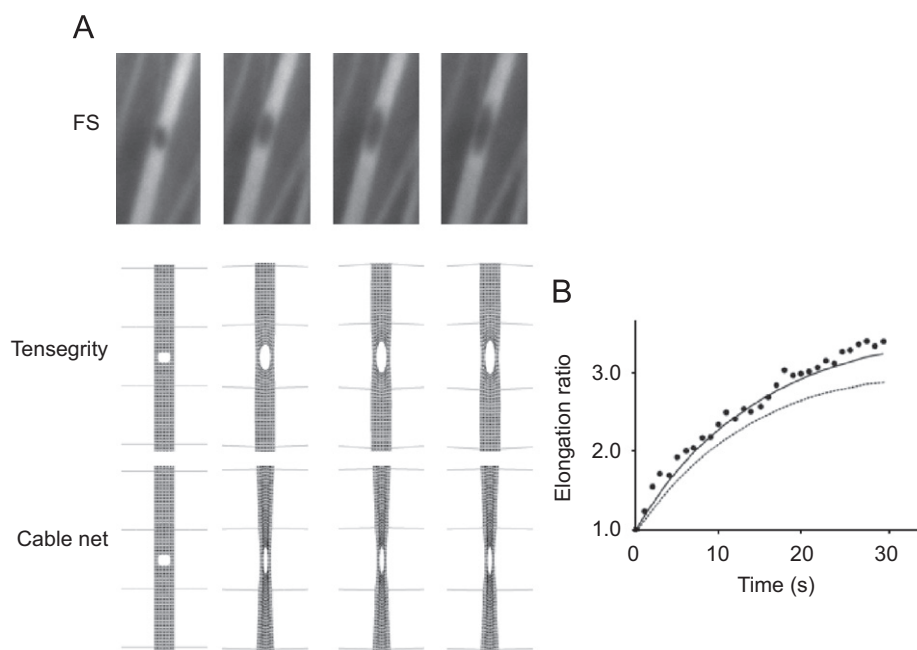 A
FS
Tensegrity
Cable net
B
Elongation ratio
3.0
2.0
1.0
0
10
20
30
Time (s)